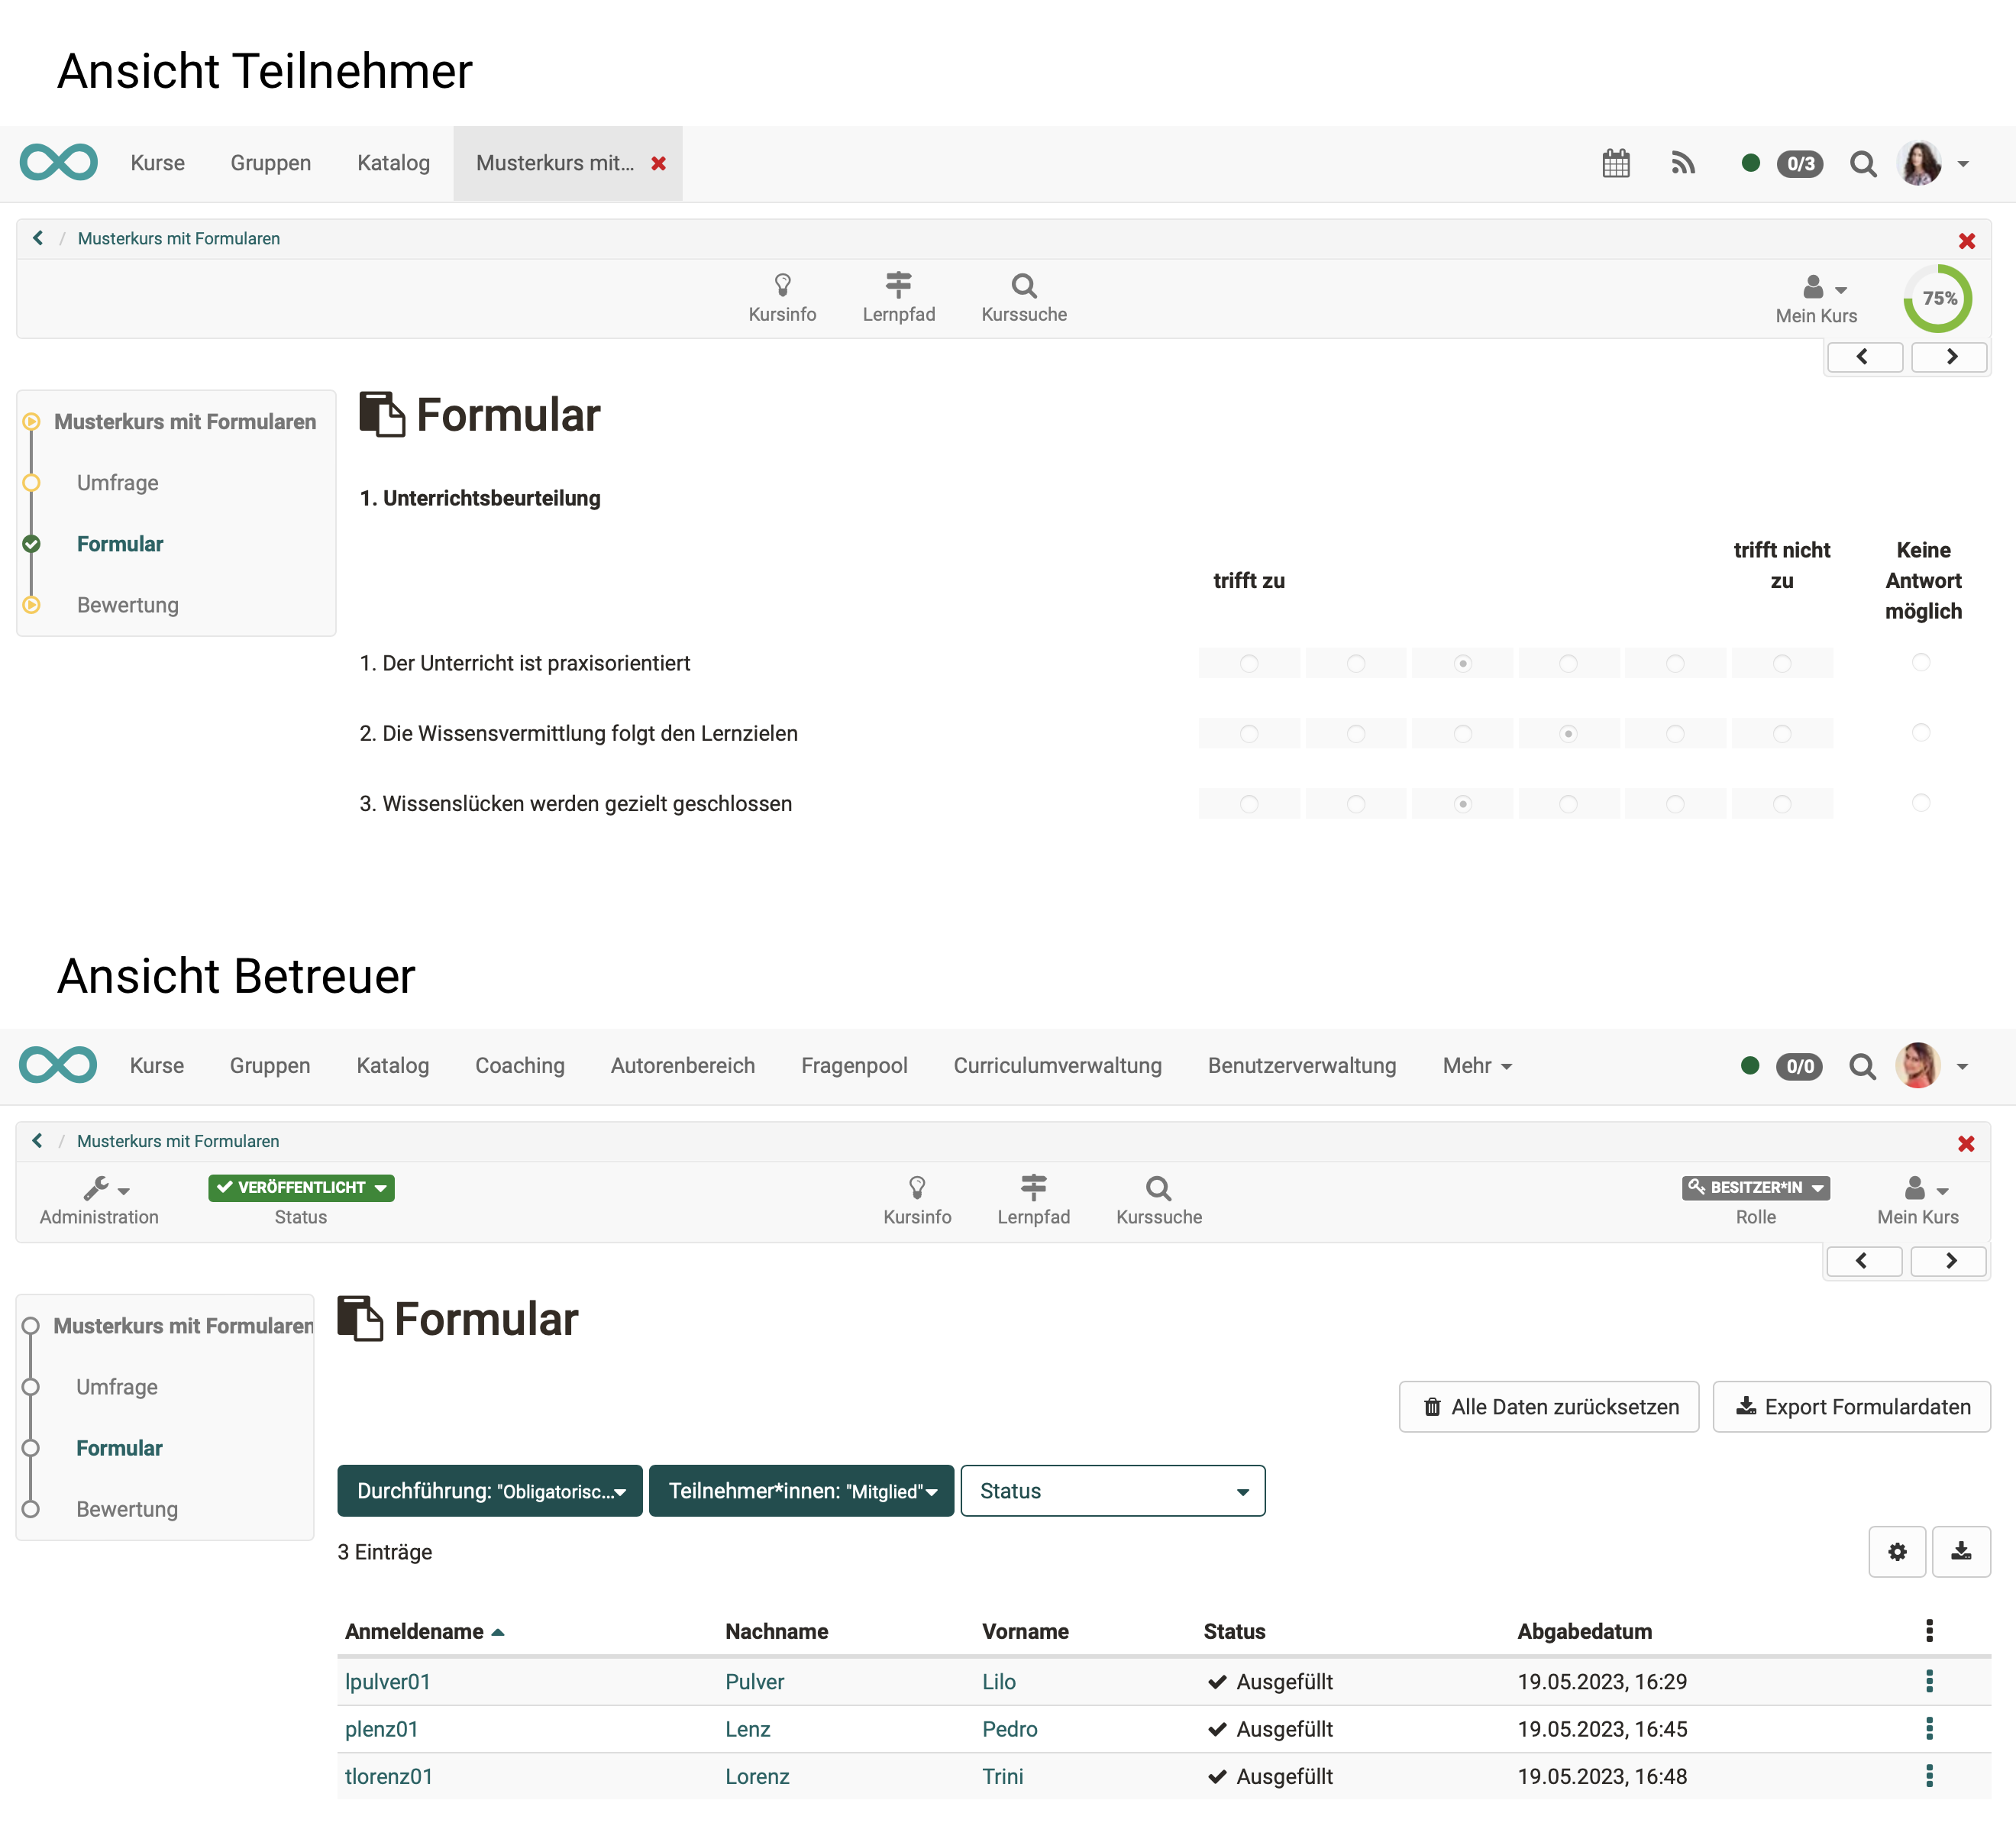 Ansicht Teilnehmer
Kurse Gruppen Katalog Musterkurs mit... 0/3
/ Musterkurs mit Formularen
Kursinfo Lernpfad Kurssuche Mein Kurs 75%
Musterkurs mit Formularen
Umfrage
Formular
Bewertung
Formular
1. Unterrichtsbeurteilung
trifft zu
trifft nicht
zu
Keine
Antwort
möglich
1. Der Unterricht ist praxisorientiert
2. Die Wissensvermittlung folgt den Lernzielen
3. Wissenslücken werden gezielt geschlossen
Ansicht Betreuer
Kurse Gruppen Katalog Coaching Autorenbereich Fragenpool Curriculumverwaltung Benutzerverwaltung Mehr 0/0
/ Musterkurs mit Formularen
VERÖFFENTLICHT BESITZER*IN
Administration Status Kursinfo Lernpfad Kurssuche Rolle Mein Kurs
Musterkurs mit Formularen
Umfrage
Formular
Bewertung
Formular
Alle Daten zurücksetzen Export Formulardaten
Durchführung: "Obligatorisc... Teilnehmer*innen: "Mitglied" Status
3 Einträge
Anmeldename Nachname Vorname Status Abgabedatum
lpulver01 Pulver Lilo Ausgefüllt 19.05.2023, 16:29
plenz01 Lenz Pedro Ausgefüllt 19.05.2023, 16:45
tlorenz01 Lorenz Trini Ausgefüllt 19.05.2023, 16:48